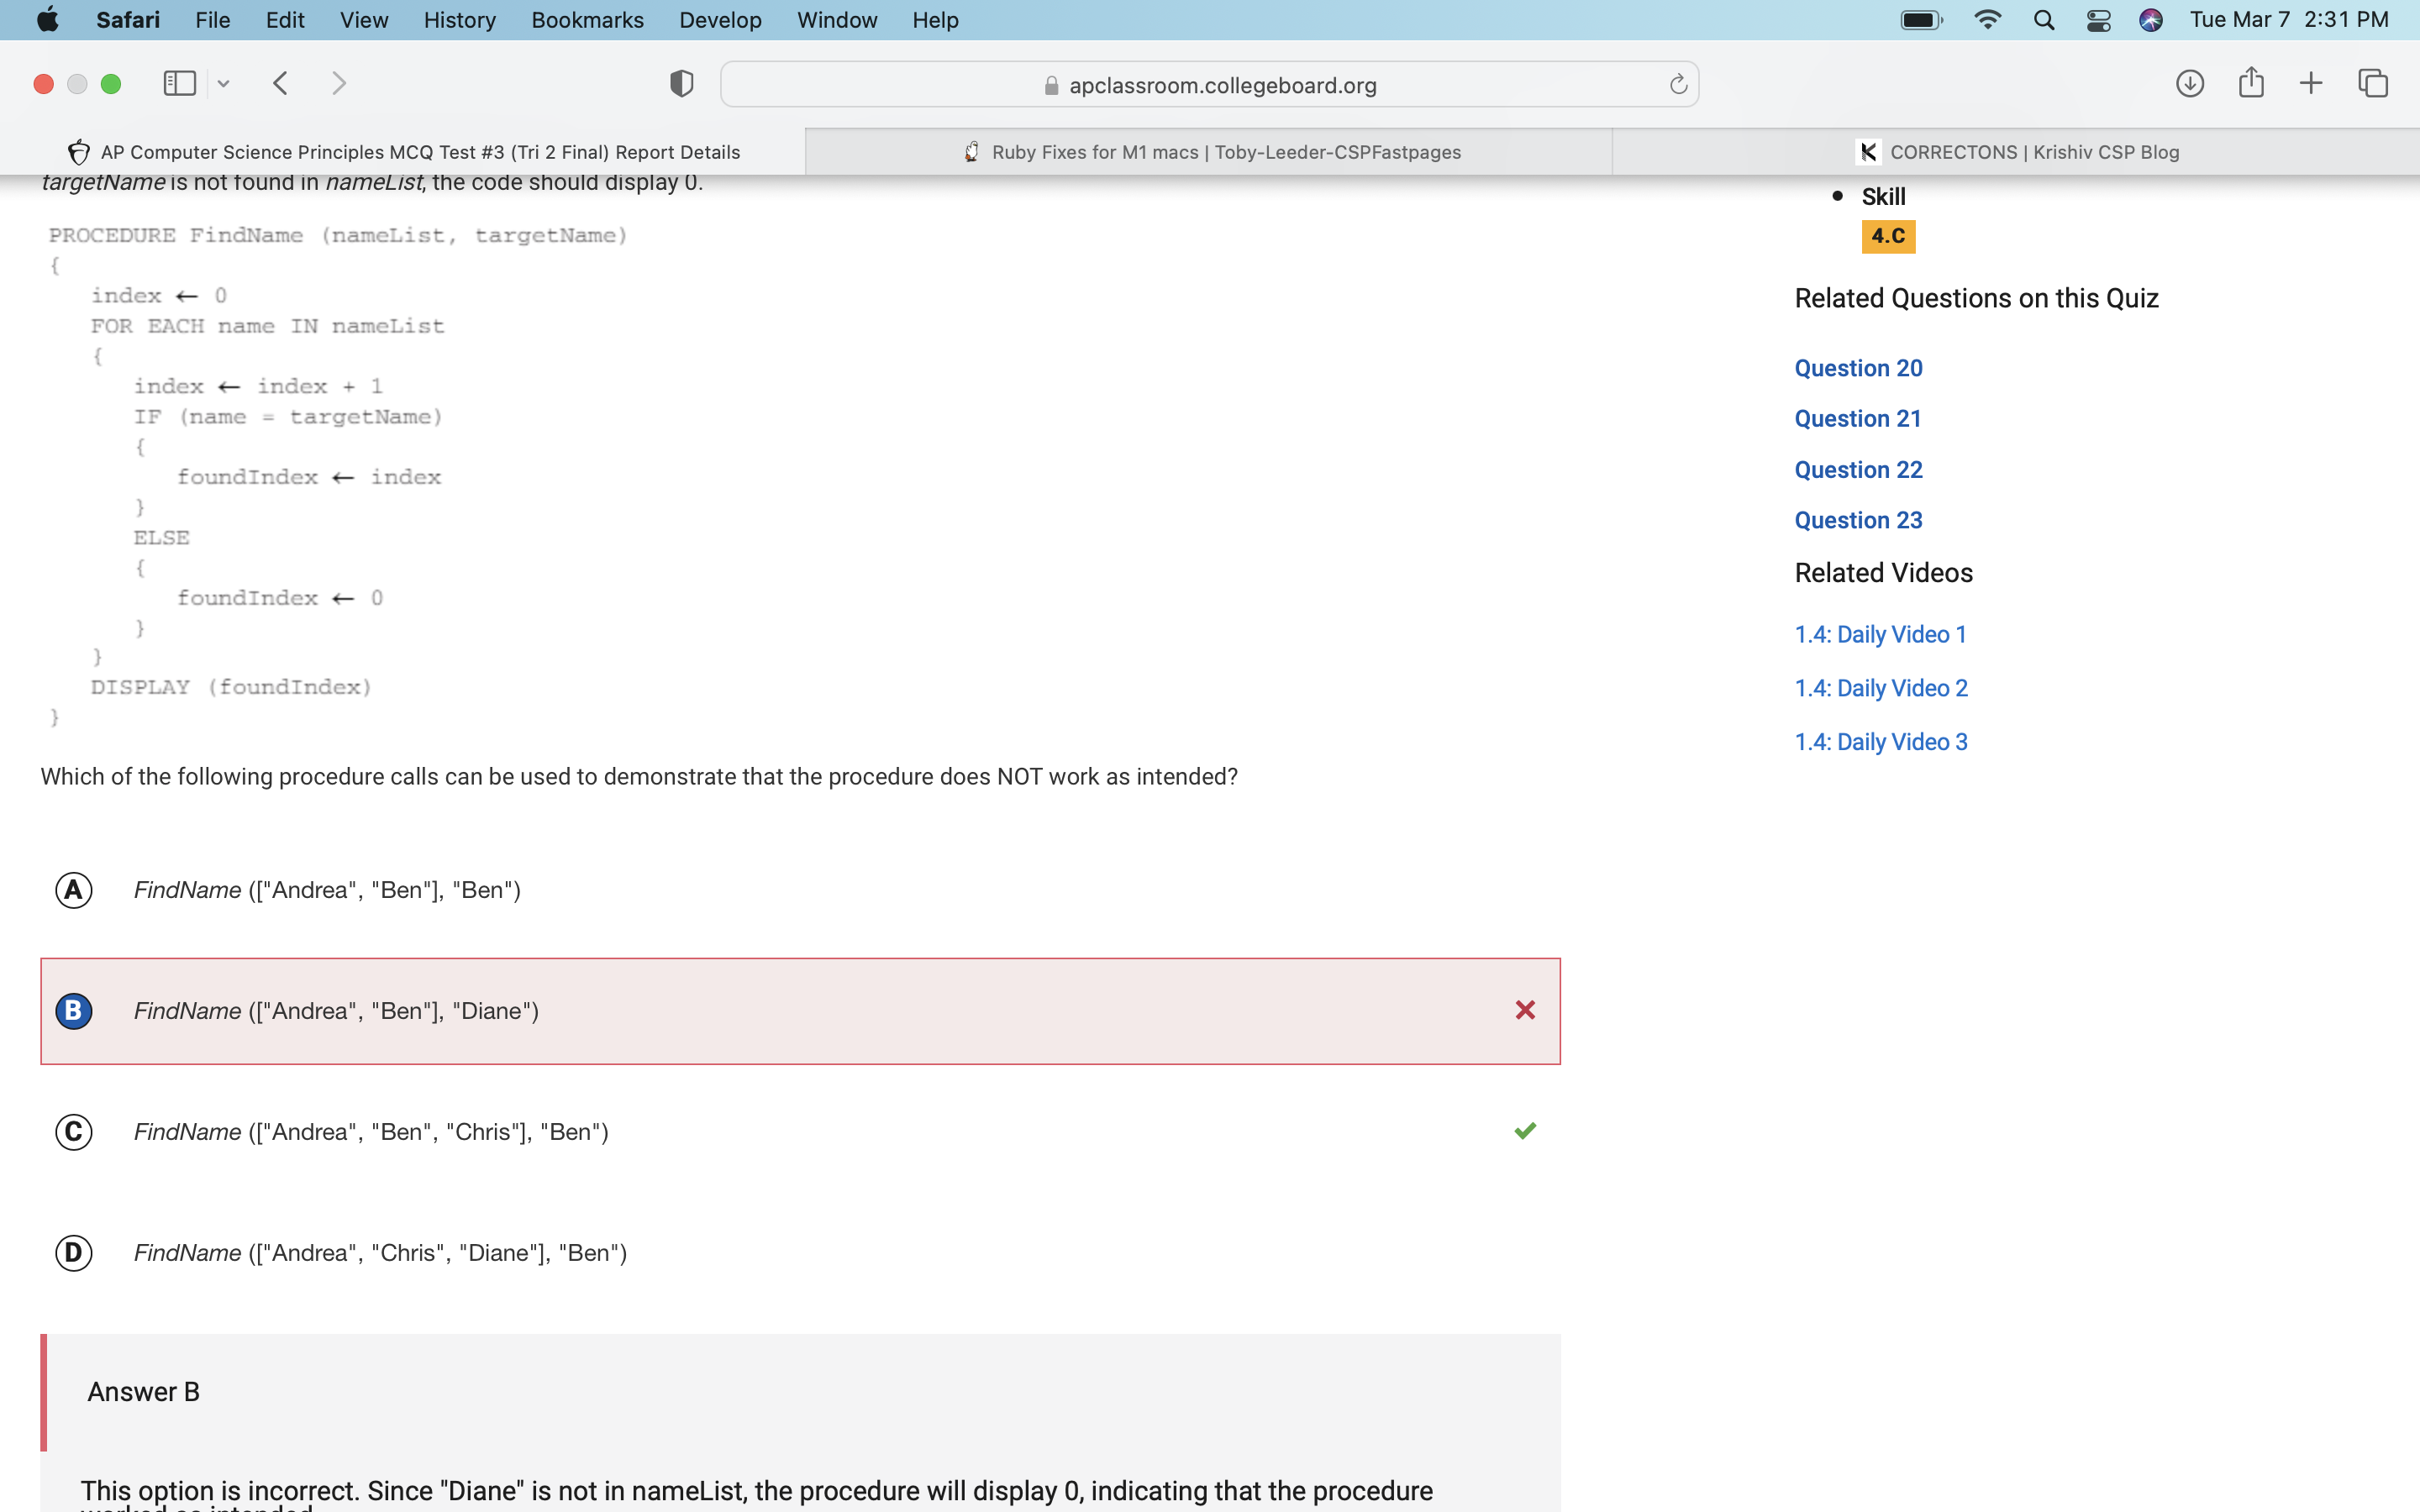 Safari File Edit View History Bookmarks Develop Window Help Tue Mar 7 2:31 PM
apclassroom.collegeboard.org
AP Computer Science Principles MCQ Test #3 (Tri 2 Final) Report Details
Ruby Fixes for M1 macs | Toby-Leeder-CSPFastpages
K CORRECTONS | Krishiv CSP Blog
targetName is not found in nameList, the code should display 0.
PROCEDURE FindName (nameList, targetName)
{
index ← 0
FOR EACH name IN nameList
{
index ← index + 1
IF (name = targetName)
{
foundIndex ← index
}
ELSE
{
foundIndex ← 0
}
}
DISPLAY (foundIndex)
}
Which of the following procedure calls can be used to demonstrate that the procedure does NOT work as intended?
A FindName (["Andrea", "Ben"], "Ben")
B FindName (["Andrea", "Ben"], "Diane")
C FindName (["Andrea", "Ben", "Chris"], "Ben")
D FindName (["Andrea", "Chris", "Diane"], "Ben")
Answer B
This option is incorrect. Since "Diane" is not in nameList, the procedure will display 0, indicating that the procedure
worked as intended.
• Skill
4.C
Related Questions on this Quiz
Question 20
Question 21
Question 22
Question 23
Related Videos
1.4: Daily Video 1
1.4: Daily Video 2
1.4: Daily Video 3